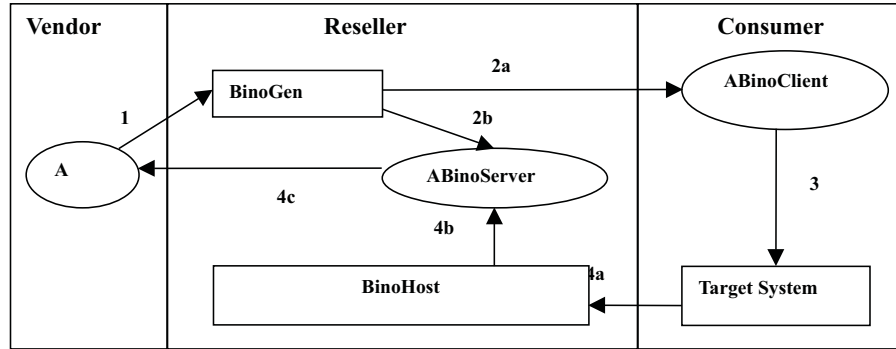 Vendor
Reseller
Consumer
2a
ABinoClient
BinoGen
1
2b
A
ABinoServer
4c
3
4b
4a
BinoHost
Target System